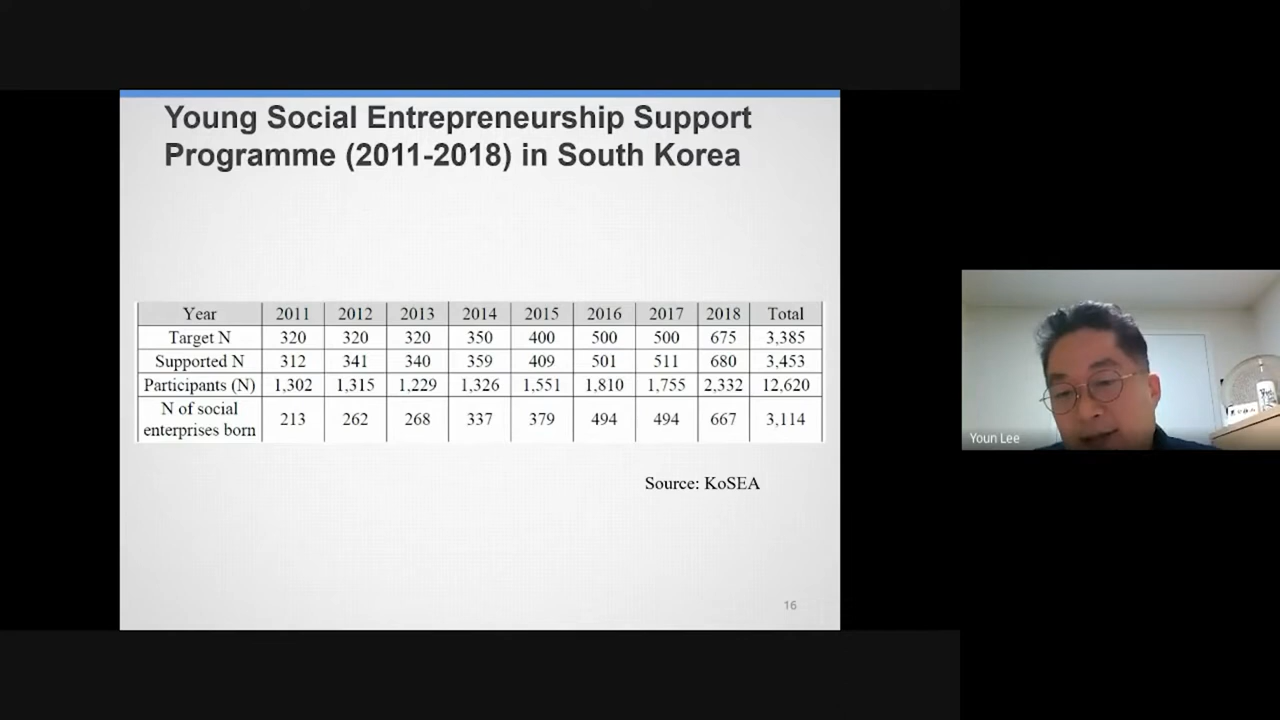 Young Social Entrepreneurship Support
Programme (2011-2018) in South Korea
Year 2011 2012 2013 2014 2015 2016 2017 2018 Total
Target N 320 320 320 350 400 500 500 675 3,385
Supported N 312 341 340 359 409 501 511 680 3,453
Participants (N) 1,302 1,315 1,229 1,326 1,551 1,810 1,755 2,332 12,620
N of social
enterprises born 213 262 268 337 379 494 494 667 3,114
Source: KoSEA
16
Youn Lee